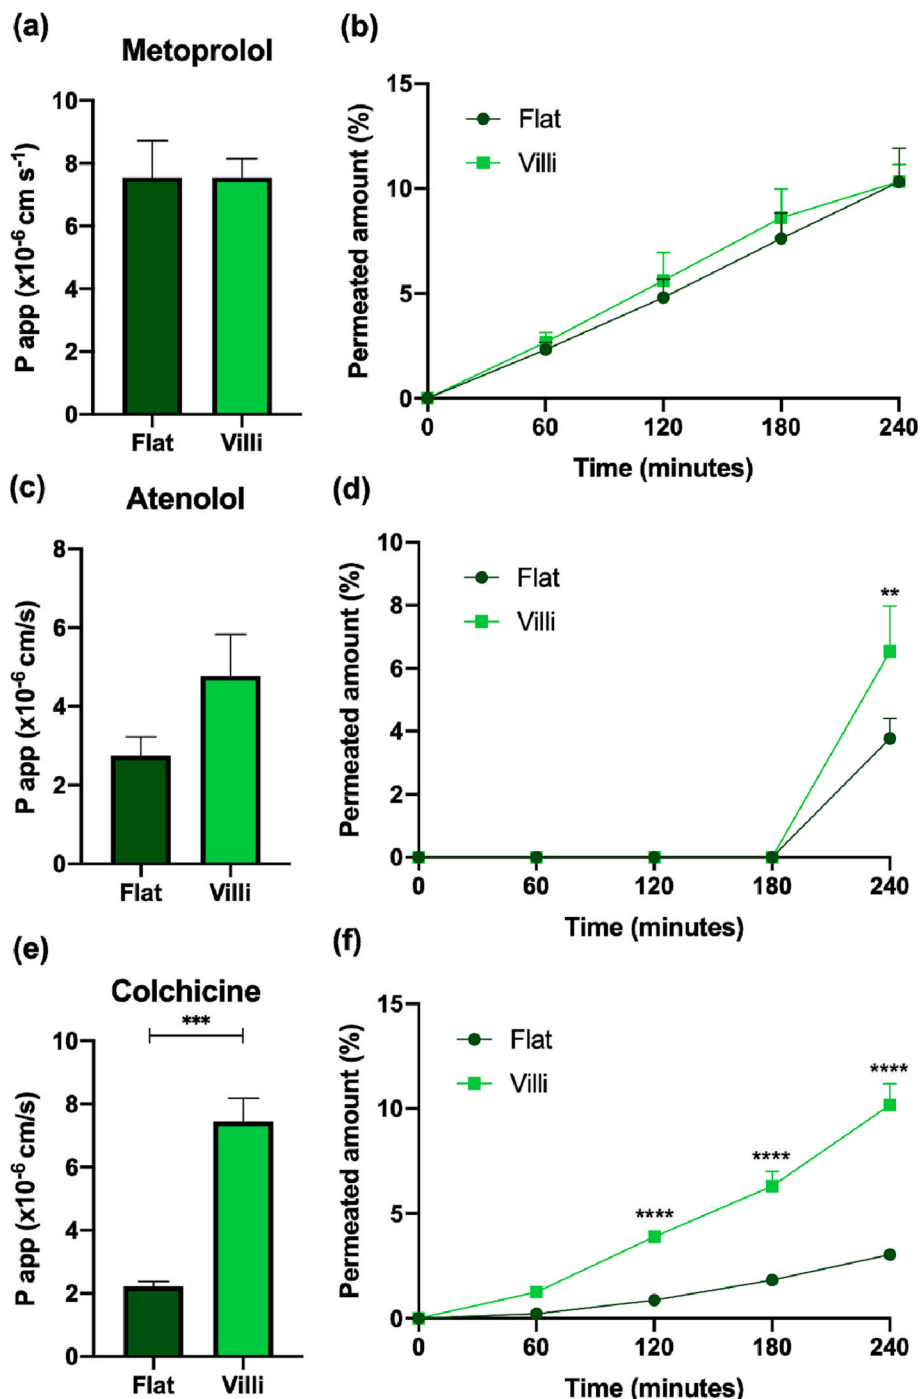 (a)
Metoprolol
P app (x10⁻⁶ cm s⁻¹)
10
8
6
4
2
0
Flat
Villi
(b)
Permeated amount (%)
15
10
5
0
Flat
Villi
0
60
120
180
240
Time (minutes)
(c)
Atenolol
P app (x10⁻⁶ cm/s)
8
6
4
2
0
Flat
Villi
(d)
Permeated amount (%)
10
8
6
4
2
0
Flat
Villi
**
0
60
120
180
240
Time (minutes)
(e)
Colchicine
***
P app (x10⁻⁶ cm/s)
10
8
6
4
2
0
Flat
Villi
(f)
Permeated amount (%)
15
10
5
0
Flat
Villi
****
****
****
0
60
120
180
240
Time (minutes)